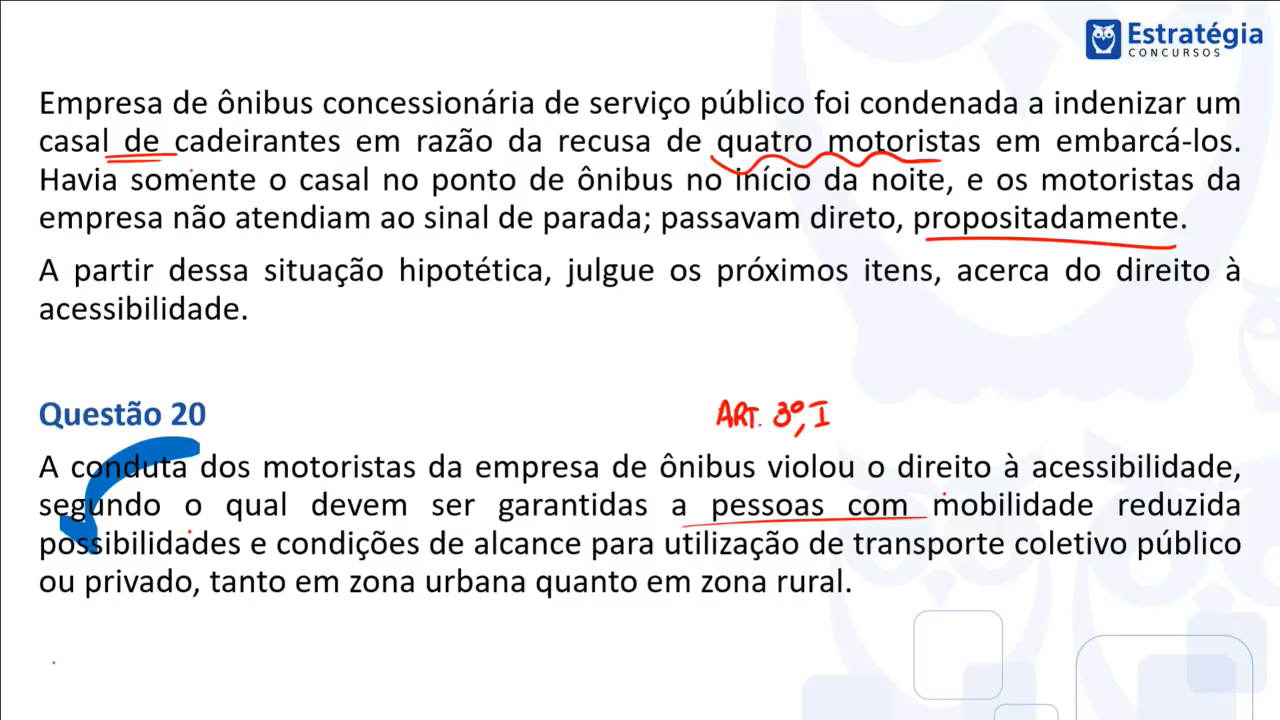 Estratégia
CONCURSOS
Empresa de ônibus concessionária de serviço público foi condenada a indenizar um
casal de cadeirantes em razão da recusa de quatro motoristas em embarcá-los.
Havia somente o casal no ponto de ônibus no início da noite, e os motoristas da
empresa não atendiam ao sinal de parada; passavam direto, propositadamente.
A partir dessa situação hipotética, julgue os próximos itens, acerca do direito à
acessibilidade.
Questão 20
ART. 3º, I
A conduta dos motoristas da empresa de ônibus violou o direito à acessibilidade,
segundo o qual devem ser garantidas a pessoas com mobilidade reduzida
possibilidades e condições de alcance para utilização de transporte coletivo público
ou privado, tanto em zona urbana quanto em zona rural.